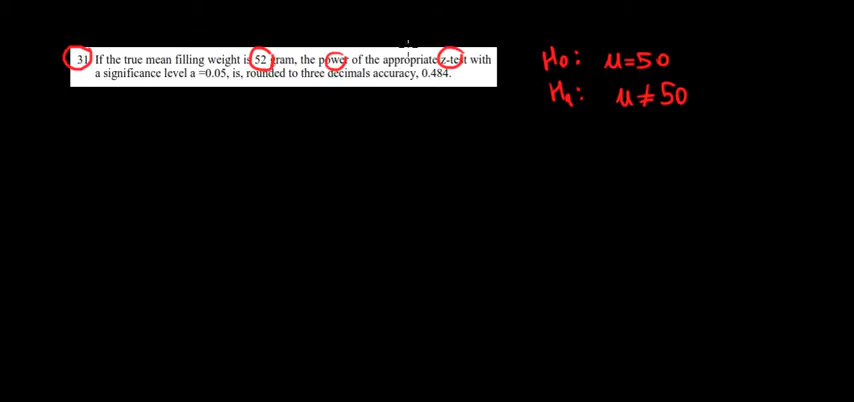 31 If the true mean filling weight is 52 gram, the power of the appropriate z-test with
a significance level a =0.05, is, rounded to three decimals accuracy, 0.484.
H0: μ=50
Ha: μ≠50